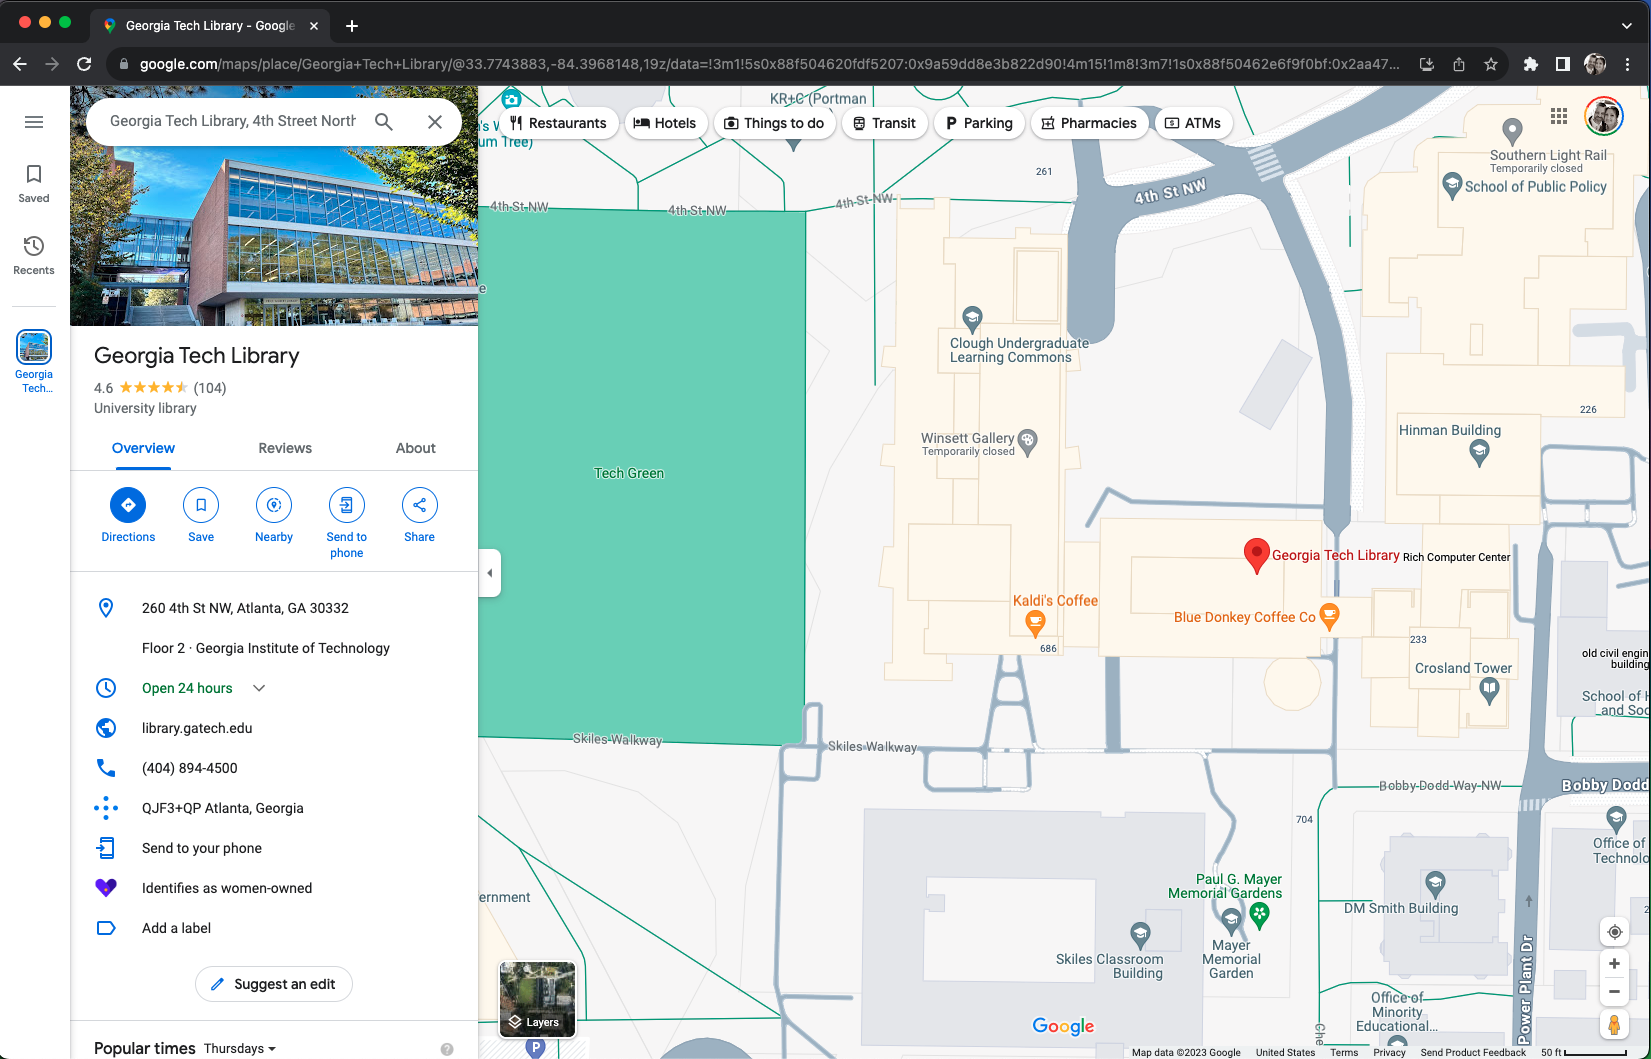 Georgia Tech Library - Google
google.com/maps/place/Georgia+Tech+Library/@33.7743883,-84.3968148,19z/data=!3m1!5s0x88f504620fdf5207:0x9a59dd8e3b822d90!4m15!1m8!3m7!1s0x88f50462e6f9f0bf:0x2aa47...
Georgia Tech Library, 4th Street North
Saved
Recents
Georgia
Tech...
Georgia Tech Library
4.6 (104)
University library
Overview Reviews About
Directions Save Nearby Send to
phone Share
260 4th St NW, Atlanta, GA 30332
Floor 2 · Georgia Institute of Technology
Open 24 hours
library.gatech.edu
(404) 894-4500
QJF3+QP Atlanta, Georgia
Send to your phone
Identifies as women-owned
Add a label
Suggest an edit
Popular times Thursdays
KR+C (Portman
Restaurants Hotels Things to do Transit Parking Pharmacies ATMs
's W
um Tree)
261
Southern Light Rail
Temporarily closed
School of Public Policy
4th St NW
4th St NW
4th St NW
4th St NW
e
Clough Undergraduate
Learning Commons
226
Hinman Building
Winsett Gallery
Temporarily closed
Tech Green
Georgia Tech Library
Rich Computer Center
Kaldi's Coffee
Blue Donkey Coffee Co
686
233
Crosland Tower
old civil engin
building
School of H
and Soc
Skiles Walkway
Skiles Walkway
Bobby Dodd Way NW
Bobby Dodd
704
Office of
Technolo
Paul G. Mayer
Memorial Gardens
ernment
DM Smith Building
Skiles Classroom
Building
Mayer
Memorial
Garden
Power Plant Dr
Office of
Minority
Educational...
Che
2
Layers
P
Google
Map data ©2023 Google United States Terms Privacy Send Product Feedback 50 ft